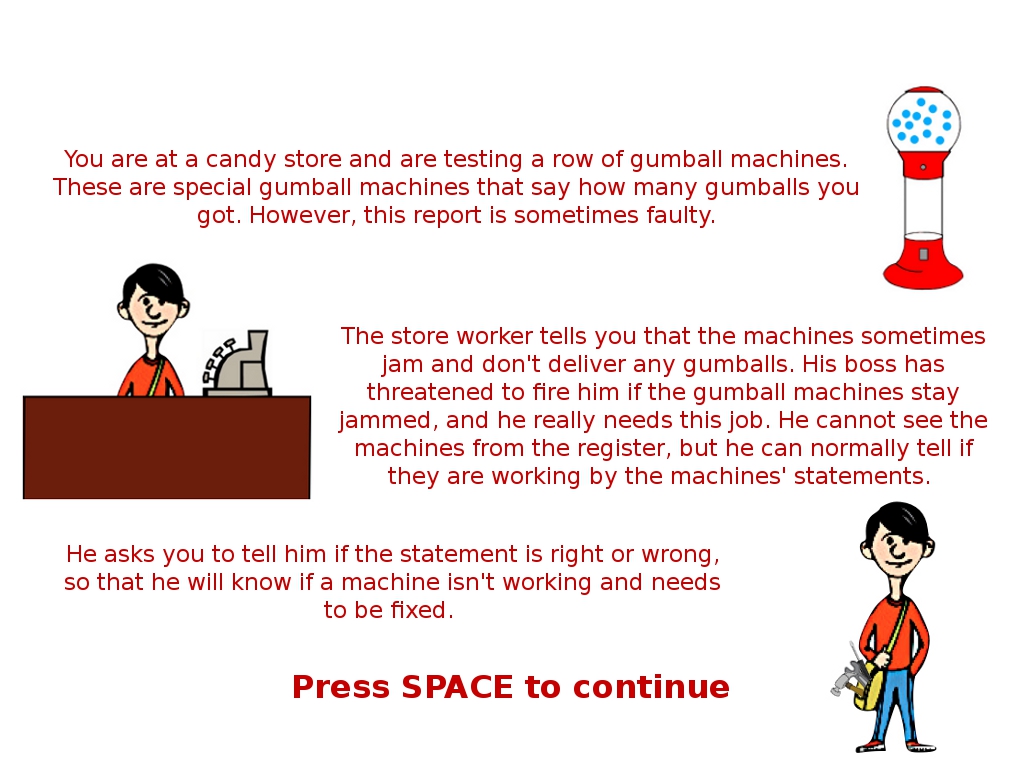 You are at a candy store and are testing a row of gumball machines.
These are special gumball machines that say how many gumballs you
got. However, this report is sometimes faulty.
The store worker tells you that the machines sometimes
jam and don't deliver any gumballs. His boss has
threatened to fire him if the gumball machines stay
jammed, and he really needs this job. He cannot see the
machines from the register, but he can normally tell if
they are working by the machines' statements.
He asks you to tell him if the statement is right or wrong,
so that he will know if a machine isn't working and needs
to be fixed.
Press SPACE to continue